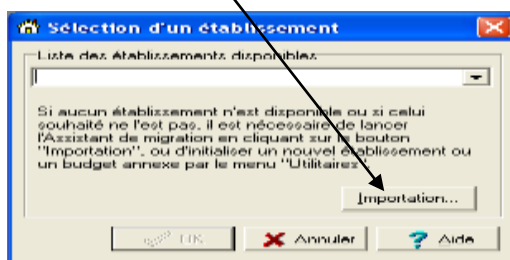 Sélection d'un établissement
Liste des établissements disponibles
Si aucun établissement n'est disponible ou si celui
souhaité ne l'est pas, il est nécessaire de lancer
l'Assistant de migration en cliquant sur le bouton
"Importation", ou d'initialiser un nouvel établissement ou
un budget annexe par le menu "Utilitaires".
Importation...
OK
Annuler
Aide